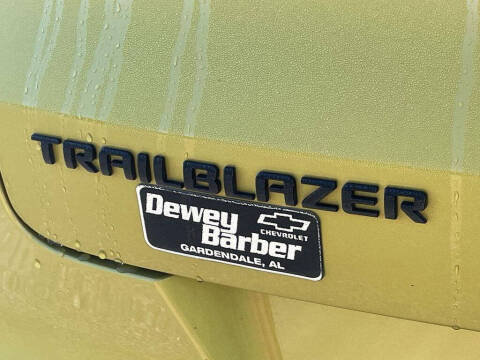 TRAILBLAZER
Dewey
Barber
CHEVROLET
GARDENDALE, AL